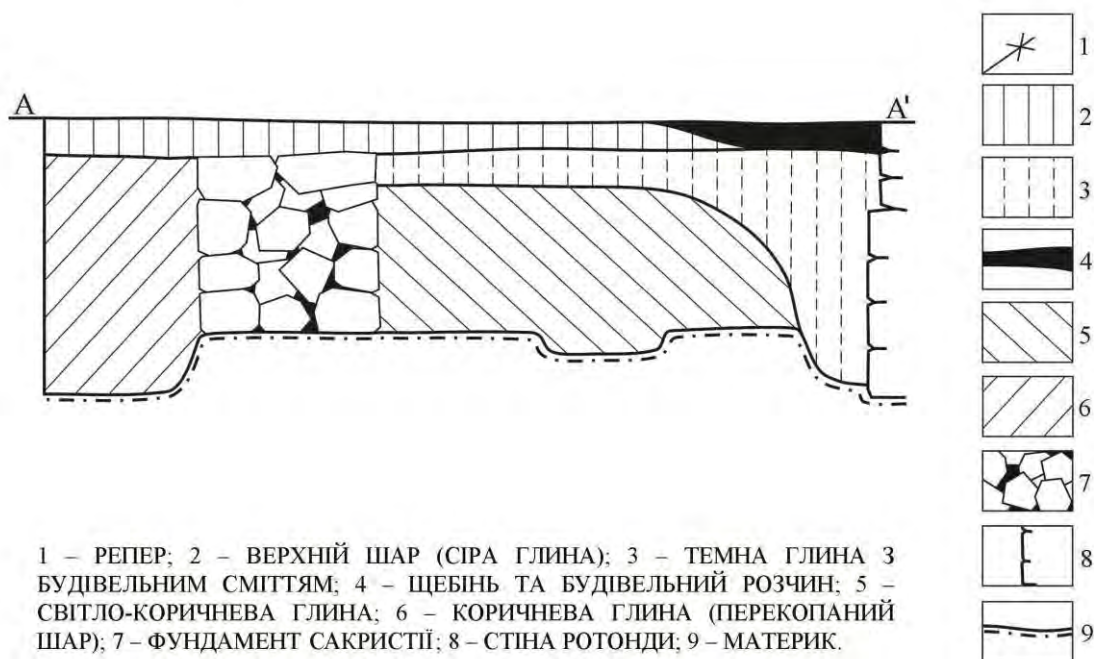 А А'
1
2
3
4
5
6
7
8
9
1 – РЕПЕР; 2 – ВЕРХНІЙ ШАР (СІРА ГЛИНА); 3 – ТЕМНА ГЛИНА З
БУДІВЕЛЬНИМ СМІТТЯМ; 4 – ЩЕБІНЬ ТА БУДІВЕЛЬНИЙ РОЗЧИН; 5 –
СВІТЛО-КОРИЧНЕВА ГЛИНА; 6 – КОРИЧНЕВА ГЛИНА (ПЕРЕКОПАНИЙ
ШАР); 7 – ФУНДАМЕНТ САКРИСТІЇ; 8 – СТІНА РОТОНДИ; 9 – МАТЕРИК.